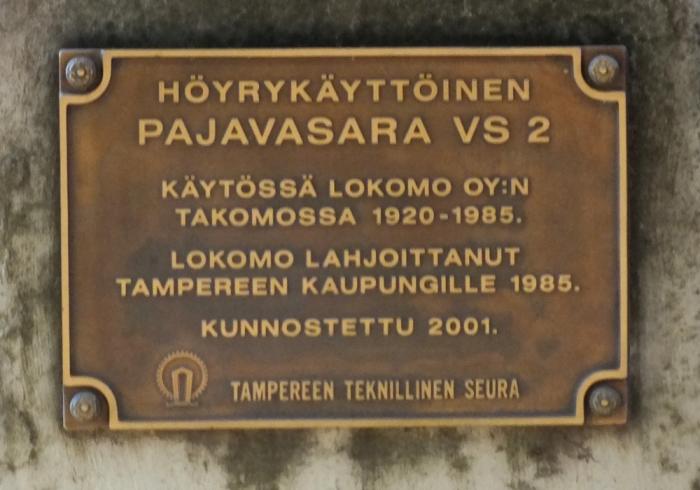 HÖYRYKÄYTTÖINEN
PAJAVASARA VS 2
KÄYTÖSSÄ LOKOMO OY:N
TAKOMOSSA 1920-1985.
LOKOMO LAHJOITTANUT
TAMPEREEN KAUPUNGILLE 1985.
KUNNOSTETTU 2001.
TAMPEREEN TEKNILLINEN SEURA